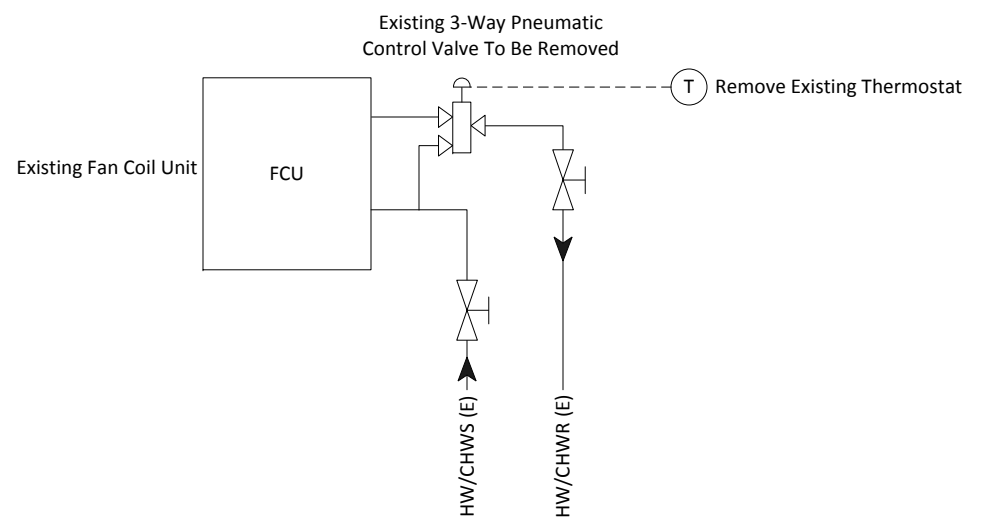 Existing 3-Way Pneumatic
Control Valve To Be Removed
T
Remove Existing Thermostat
Existing Fan Coil Unit
FCU
HW/CHWS (E)
HW/CHWR (E)